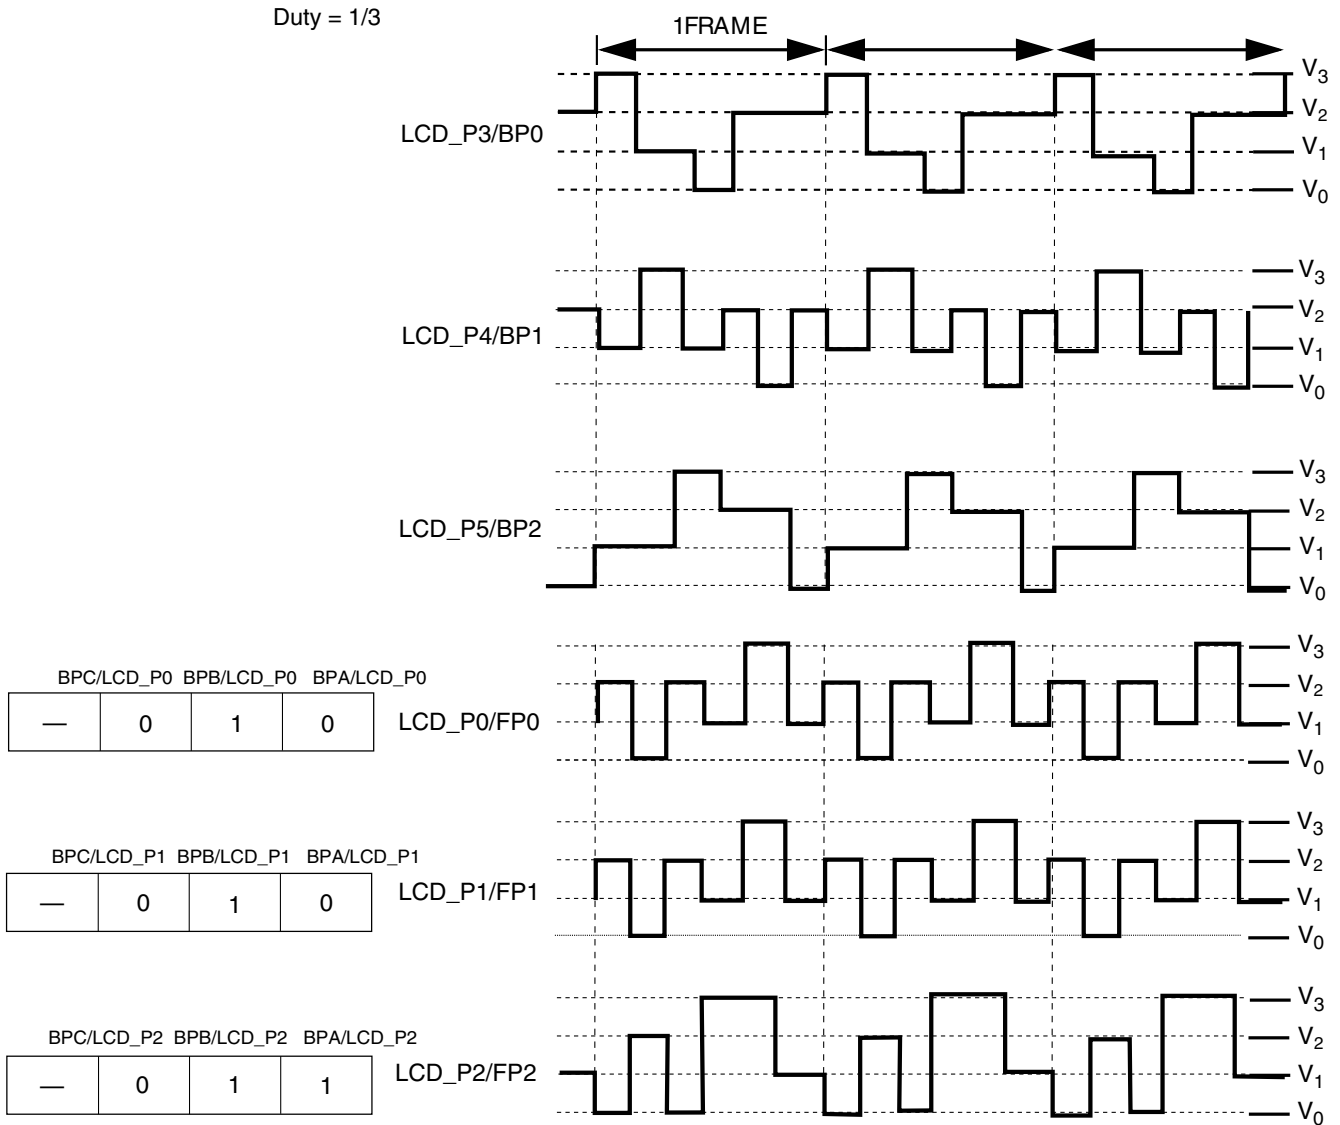 Duty = 1/3
1FRAME
LCD_P3/BP0
V3
V2
V1
V0
LCD_P4/BP1
V3
V2
V1
V0
LCD_P5/BP2
V3
V2
V1
V0
BPC/LCD_P0 BPB/LCD_P0 BPA/LCD_P0
— 0 1 0
LCD_P0/FP0
V3
V2
V1
V0
BPC/LCD_P1 BPB/LCD_P1 BPA/LCD_P1
— 0 1 0
LCD_P1/FP1
V3
V2
V1
V0
BPC/LCD_P2 BPB/LCD_P2 BPA/LCD_P2
— 0 1 1
LCD_P2/FP2
V3
V2
V1
V0